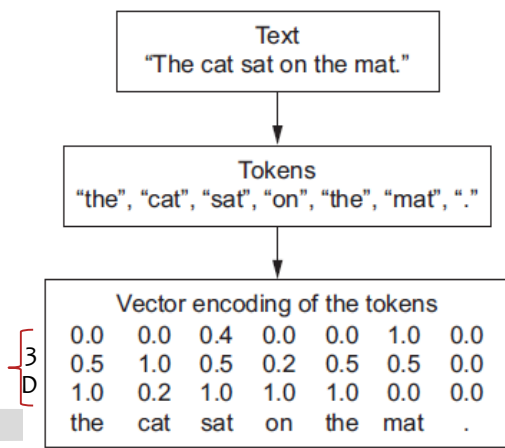 Text
“The cat sat on the mat.”
Tokens
“the”, “cat”, “sat”, “on”, “the”, “mat”, “.”
Vector encoding of the tokens
0.0 0.0 0.4 0.0 0.0 1.0 0.0
3 0.5 1.0 0.5 0.2 0.5 0.5 0.0
D 1.0 0.2 1.0 1.0 1.0 0.0 0.0
the cat sat on the mat .